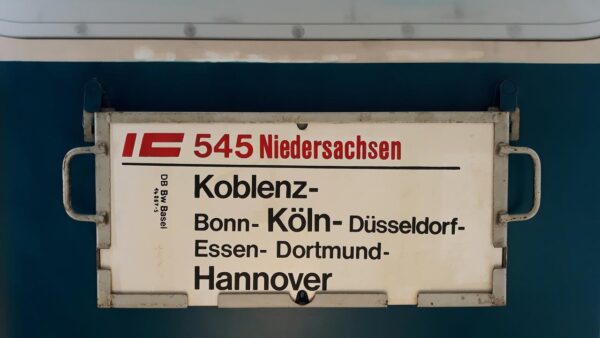 IC 545 Niedersachsen
DB Bw Basel
Koblenz-
Bonn- Köln- Düsseldorf-
Essen- Dortmund-
Hannover